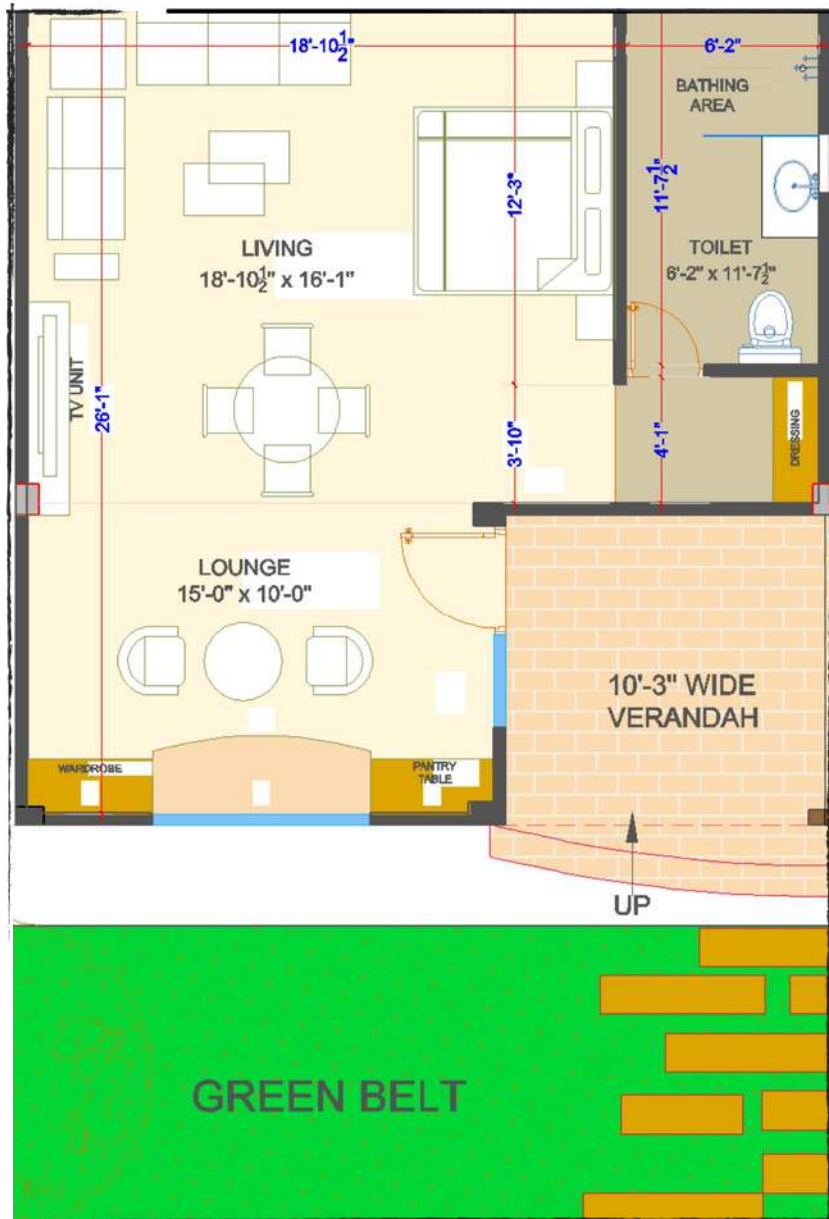 18'-10½"
6'-2"
BATHING
AREA
12'-3"
11'-7½"
LIVING
18'-10½" x 16'-1"
TOILET
6'-2" x 11'-7½"
TV UNIT
26'-1"
3'-10"
4'-1"
DRESSING
LOUNGE
15'-0" x 10'-0"
10'-3" WIDE
VERANDAH
WARDROBE
PANTRY
TABLE
UP
GREEN BELT